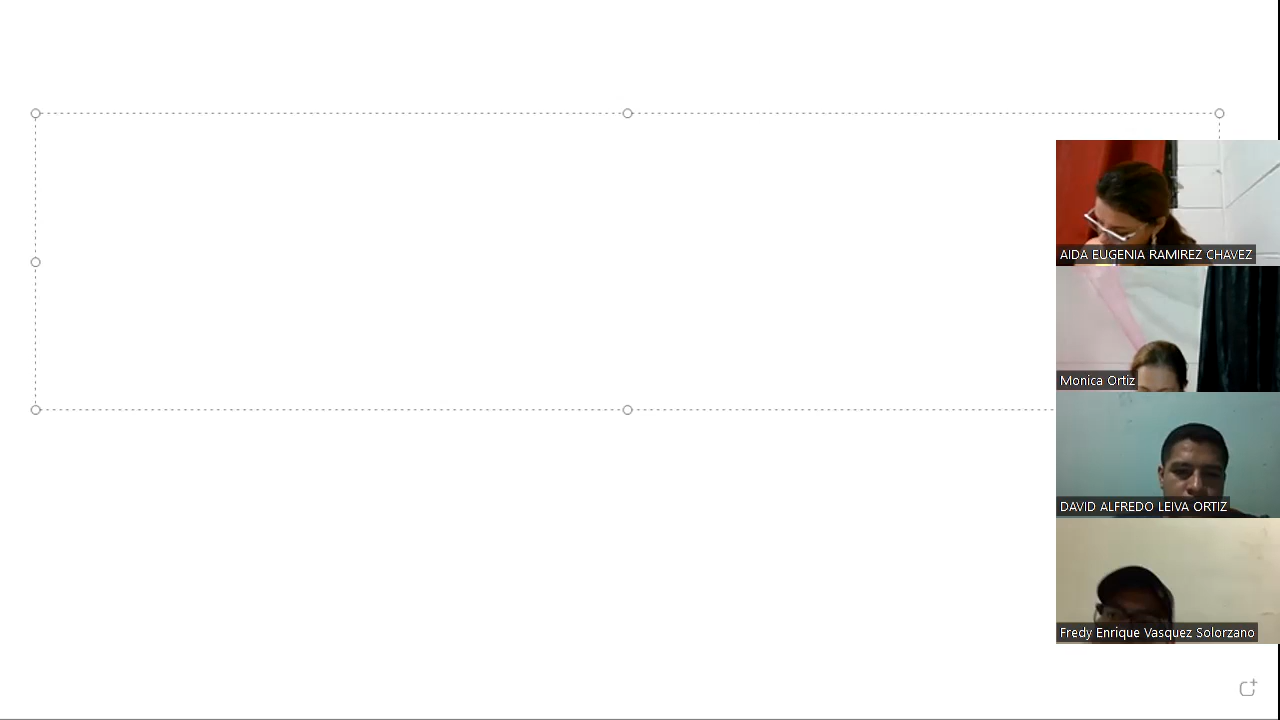 AIDA EUGENIA RAMIREZ CHAVEZ
Monica Ortiz
DAVID ALFREDO LEIVA ORTIZ
Fredy Enrique Vasquez Solorzano